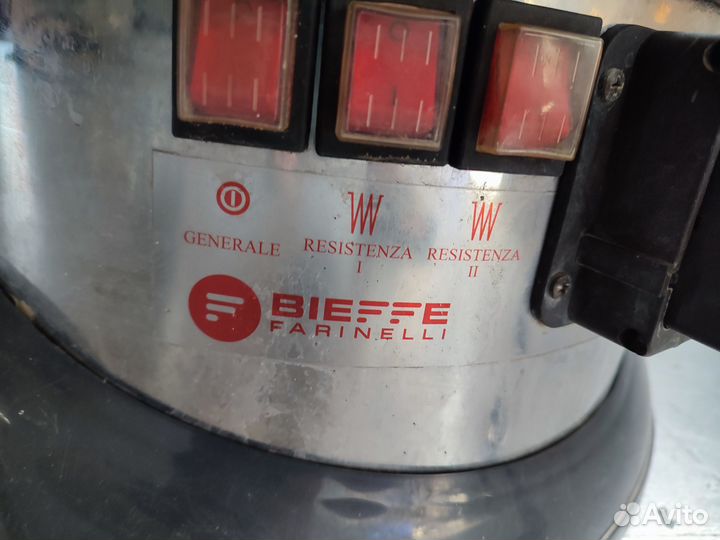 GENERALE RESISTENZA RESISTENZA
I II
BIEFFE
FARINELLI
Avito